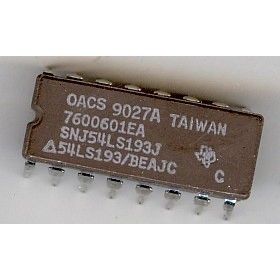 OACS 9027A TAIWAN
7600601EA
SNJ54LS193J
△54LS193/BEAJC C